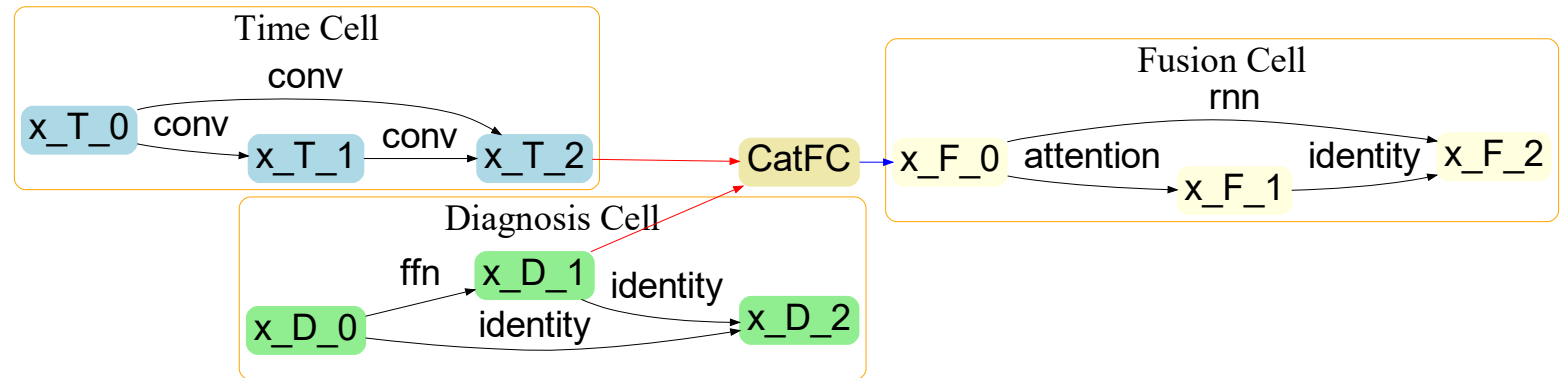 Time Cell
conv
x_T_0
conv
x_T_1
conv
x_T_2
CatFC
Fusion Cell
rnn
x_F_0
attention
x_F_1
identity
x_F_2
Diagnosis Cell
ffn
x_D_1
identity
x_D_0
identity
x_D_2